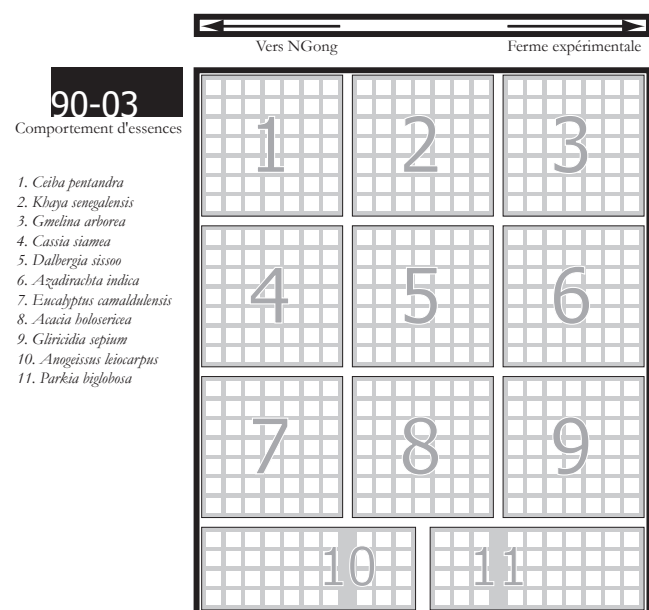 Vers NGong
Ferme expérimentale
90-03
Comportement d'essences
1. Ceiba pentandra
2. Khaya senegalensis
3. Gmelina arborea
4. Cassia siamea
5. Dalbergia sissoo
6. Azadirachta indica
7. Eucalyptus camaldulensis
8. Acacia holosericea
9. Gliricidia sepium
10. Anogeissus leiocarpus
11. Parkia biglobosa
1 2 3
4 5 6
7 8 9
10 11